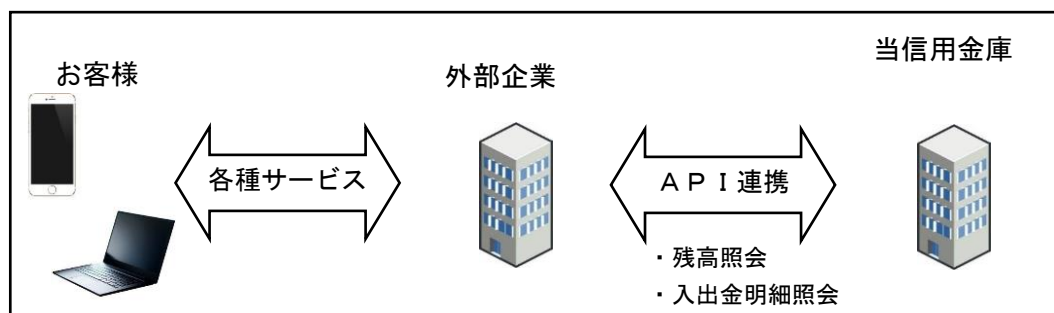 当信用金庫
お客様
外部企業
各種サービス
ＡＰＩ連携
・残高照会
・入出金明細照会